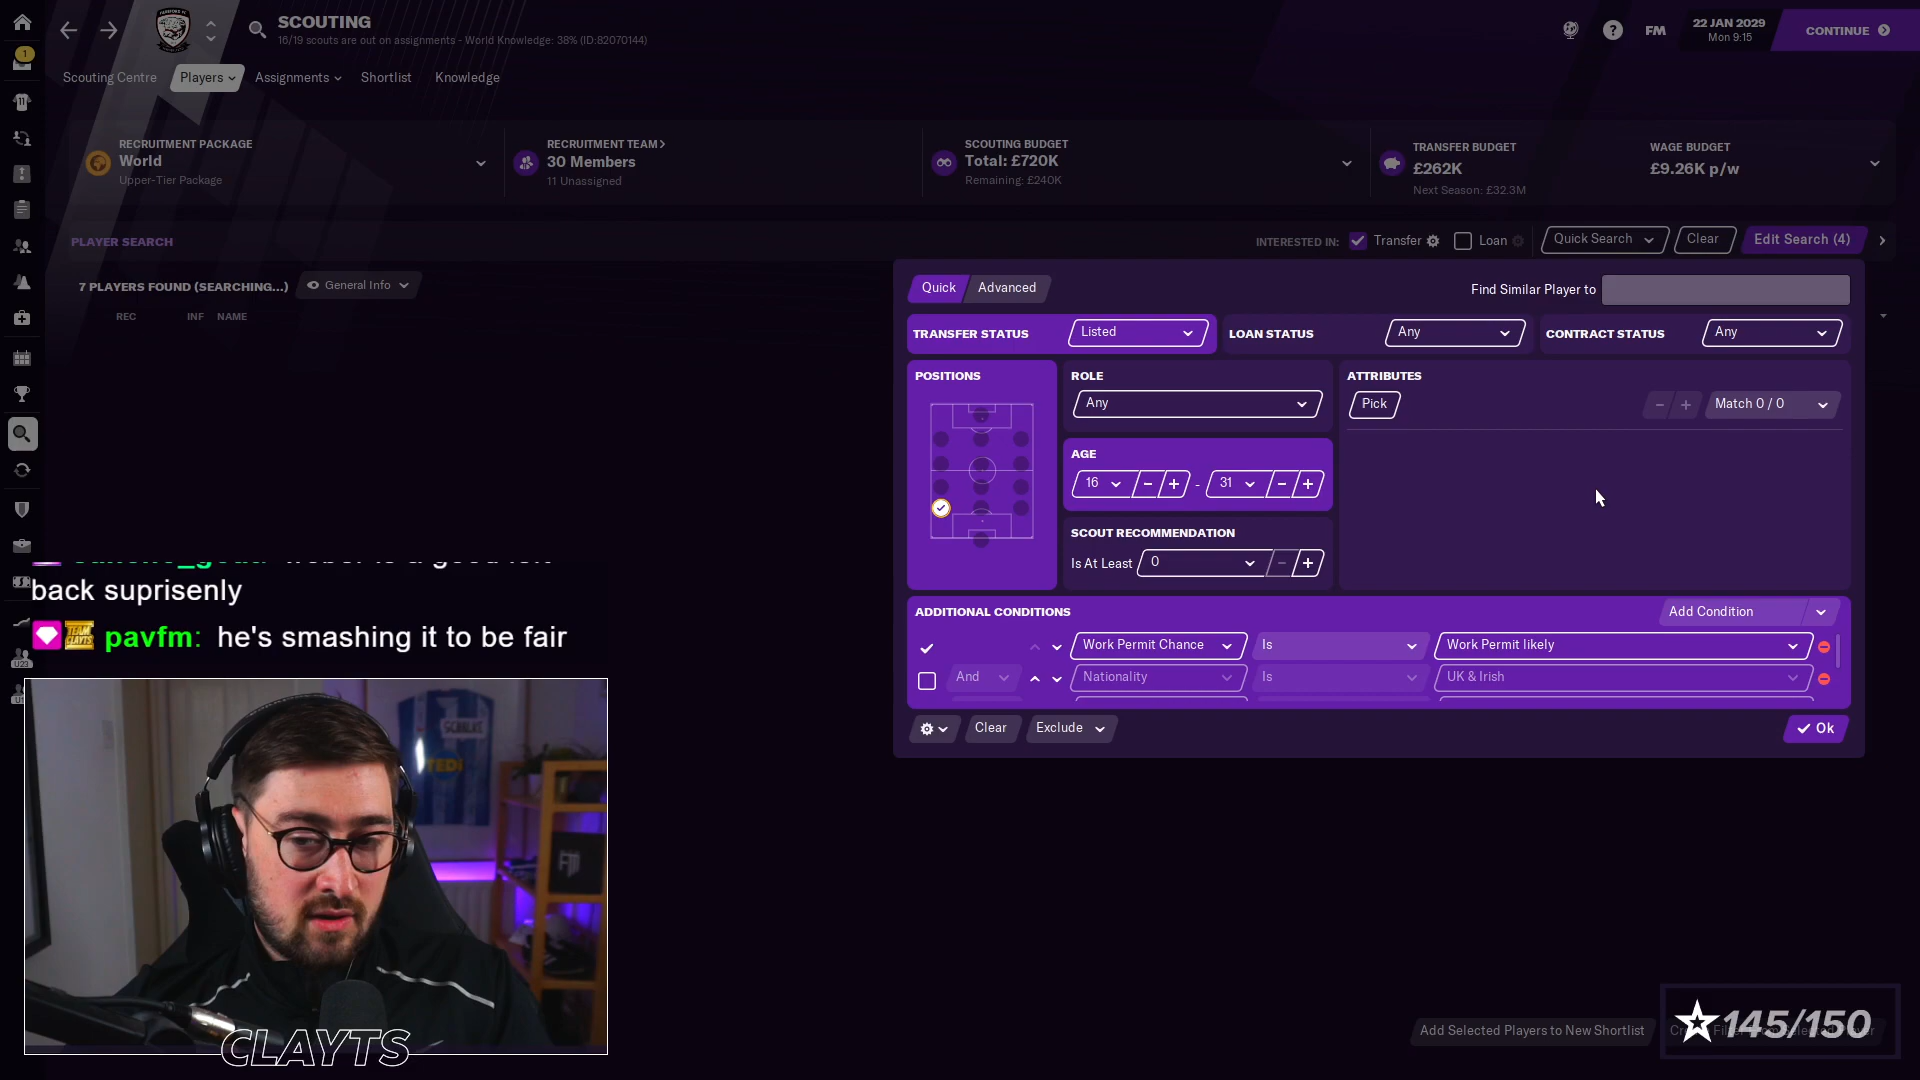 SCOUTING
16/19 scouts are out on assignments - World Knowledge: 38% (ID:82070144)
FM
22 JAN 2029
Mon 9:15
CONTINUE
1
Scouting Centre
Players
Assignments
Shortlist
Knowledge
RECRUITMENT PACKAGE
World
Upper-Tier Package
RECRUITMENT TEAM>
30 Members
11 Unassigned
SCOUTING BUDGET
Total: £720K
Remaining: £240K
TRANSFER BUDGET
£262K
Next Season: £32.3M
WAGE BUDGET
£9.26K p/w
PLAYER SEARCH
INTERESTED IN:
Transfer
Loan
Quick Search
Clear
Edit Search (4)
7 PLAYERS FOUND (SEARCHING...)
General Info
REC
INF
NAME
Quick
Advanced
Find Similar Player to
TRANSFER STATUS
Listed
LOAN STATUS
Any
CONTRACT STATUS
Any
POSITIONS
ROLE
Any
ATTRIBUTES
Pick
Match 0 / 0
AGE
16
-
31
SCOUT RECOMMENDATION
Is At Least
0
ADDITIONAL CONDITIONS
Add Condition
Work Permit Chance
Is
Work Permit likely
And
Nationality
Is
UK & Irish
Clear
Exclude
Ok
back suprisenly
TEAM CLAYTS
pavfm: he's smashing it to be fair
SCHALKE
TEDI
CLAYTS
Add Selected Players to New Shortlist
145/150